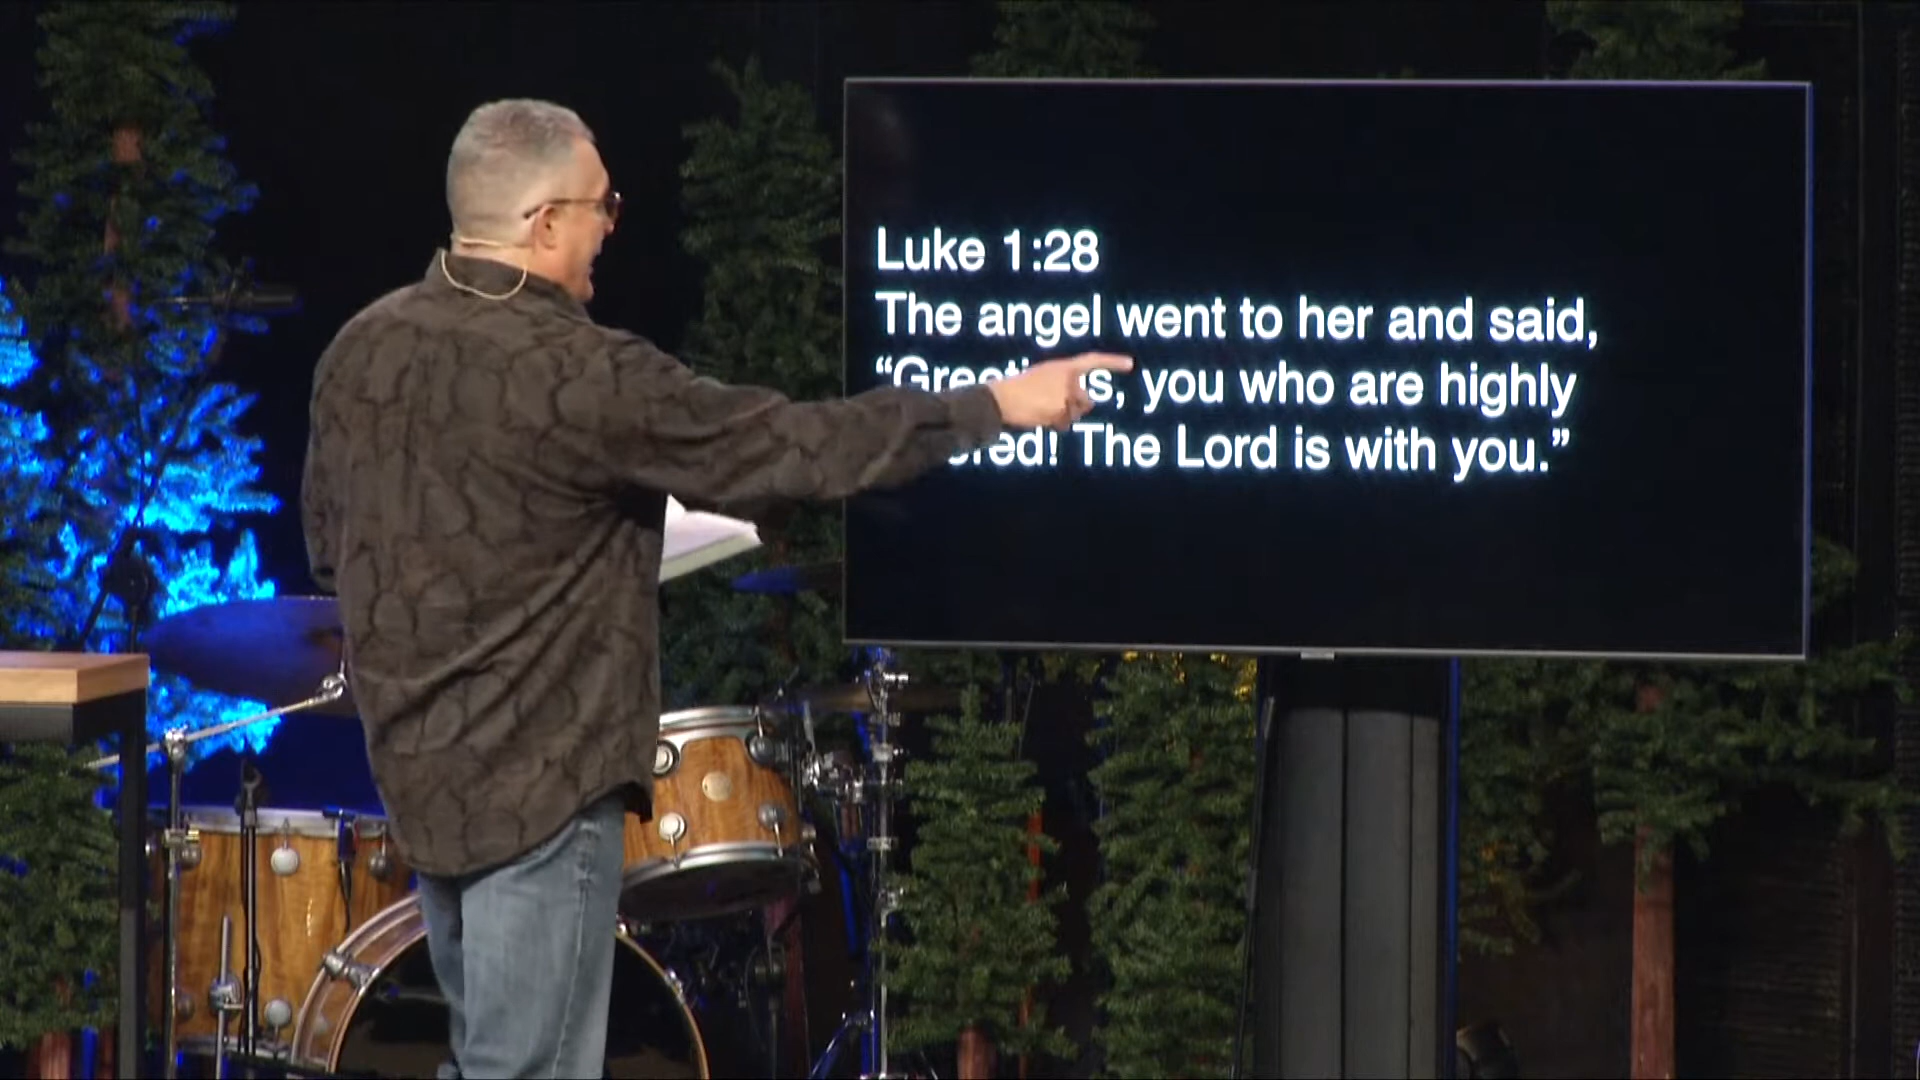 Luke 1:28
The angel went to her and said,
“Greetings, you who are highly
! The Lord is with you.”